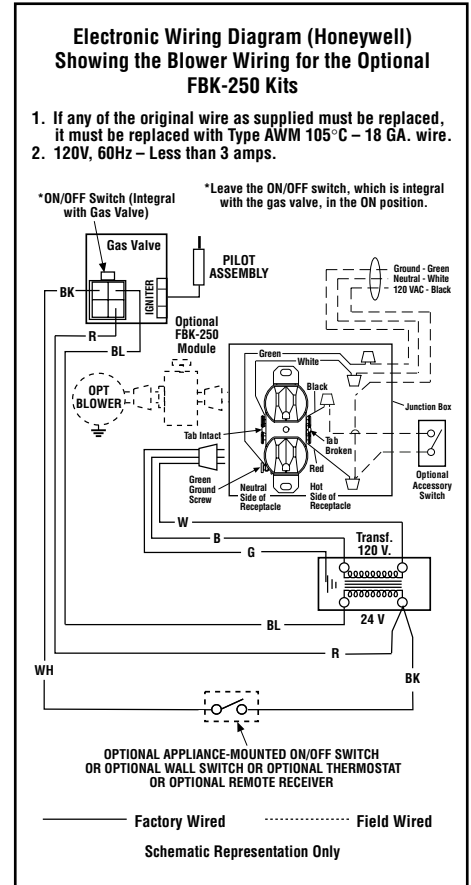 Electronic Wiring Diagram (Honeywell)
Showing the Blower Wiring for the Optional
FBK-250 Kits
1. If any of the original wire as supplied must be replaced,
it must be replaced with Type AWM 105°C – 18 GA. wire.
2. 120V, 60Hz – Less than 3 amps.
*ON/OFF Switch (Integral
with Gas Valve)
*Leave the ON/OFF switch, which is integral
with the gas valve, in the ON position.
Gas Valve
BK
IGNITER
PILOT
ASSEMBLY
R
BL
Ground - Green
Neutral - White
120 VAC - Black
Optional
FBK-250
Module
Green
White
Black
OPT
BLOWER
Junction Box
Tab Intact
Tab
Broken
Red
Green
Ground
Screw
Neutral
Side of
Receptacle
Hot
Side of
Receptacle
Optional
Accessory
Switch
W
B
G
Transf.
120 V.
24 V
BL
R
WH
BK
OPTIONAL APPLIANCE-MOUNTED ON/OFF SWITCH
OR OPTIONAL WALL SWITCH OR OPTIONAL THERMOSTAT
OR OPTIONAL REMOTE RECEIVER
Factory Wired
Field Wired
Schematic Representation Only